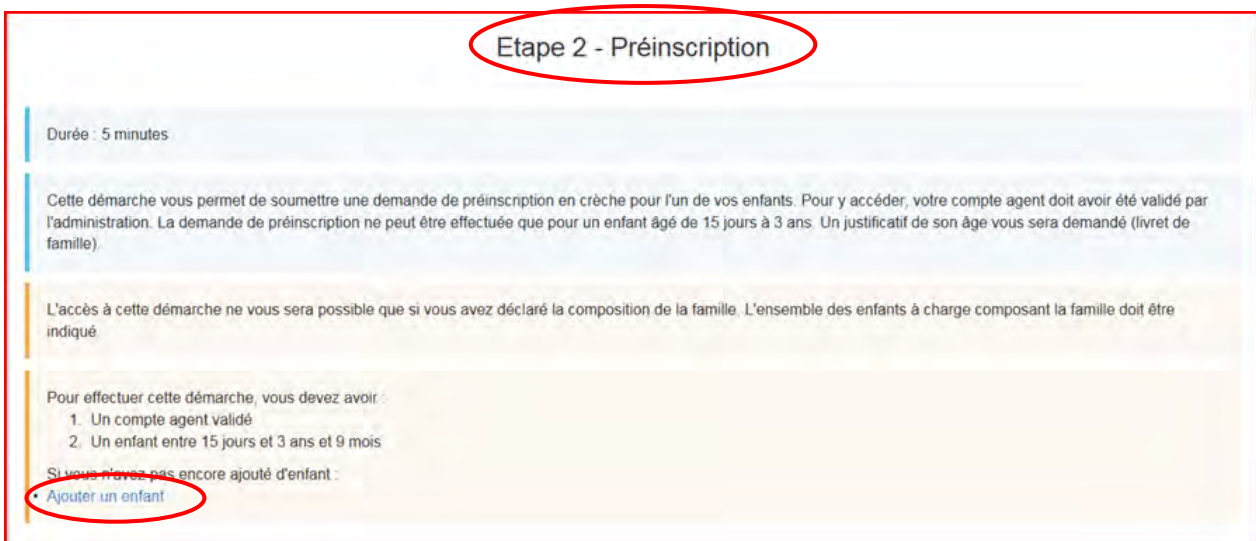 Etape 2 - Préinscription
Durée : 5 minutes
Cette démarche vous permet de soumettre une demande de préinscription en crèche pour l'un de vos enfants. Pour y accéder, votre compte agent doit avoir été validé par
l'administration. La demande de préinscription ne peut être effectuée que pour un enfant âgé de 15 jours à 3 ans. Un justificatif de son âge vous sera demandé (livret de
famille).
L'accès à cette démarche ne vous sera possible que si vous avez déclaré la composition de la famille. L'ensemble des enfants à charge composant la famille doit être
indiqué.
Pour effectuer cette démarche, vous devez avoir :
1. Un compte agent validé
2. Un enfant entre 15 jours et 3 ans et 9 mois
Si vous n'avez pas encore ajouté d'enfant :
• Ajouter un enfant